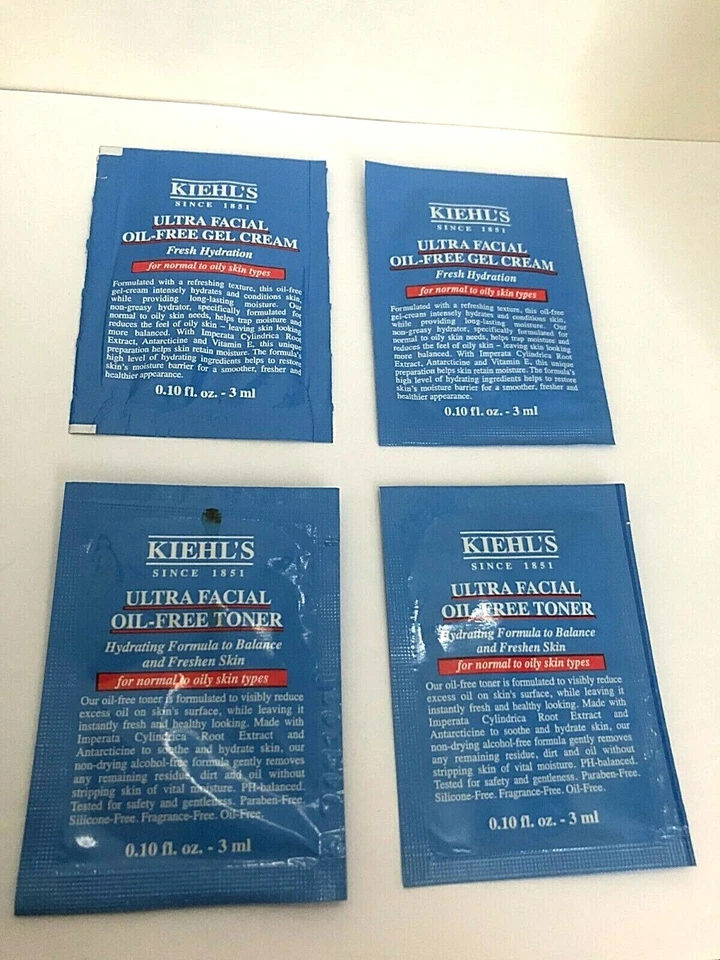 KIEHL'S
SINCE 1851
ULTRA FACIAL
OIL-FREE GEL CREAM
Fresh Hydration
for normal to oily skin types
Formulated with a refreshing texture, this oil-free
gel-cream intensely hydrates and conditions skin,
while providing long-lasting moisture. Our
non-greasy hydrator, specifically formulated for
normal to oily skin needs, helps trap moisture and
reduces the feel of oily skin – leaving skin looking
more balanced. With Imperata Cylindrica Root
Extract, Antarcticine and Vitamin E, this unique
preparation helps skin retain moisture. The formula's
high level of hydrating ingredients helps to restore
skin's moisture barrier for a smoother, fresher and
healthier appearance.
0.10 fl. oz. - 3 ml
KIEHL'S
SINCE 1851
ULTRA FACIAL
OIL-FREE GEL CREAM
Fresh Hydration
for normal to oily skin types
Formulated with a refreshing texture, this oil-free
gel-cream intensely hydrates and conditions skin,
while providing long-lasting moisture. Our
non-greasy hydrator, specifically formulated for
normal to oily skin needs, helps trap moisture and
reduces the feel of oily skin – leaving skin looking
more balanced. With Imperata Cylindrica Root
Extract, Antarcticine and Vitamin E, this unique
preparation helps skin retain moisture. The formula's
high level of hydrating ingredients helps to restore
skin's moisture barrier for a smoother, fresher and
healthier appearance.
0.10 fl. oz. - 3 ml
KIEHL'S
SINCE 1851
ULTRA FACIAL
OIL-FREE TONER
Hydrating Formula to Balance
and Freshen Skin
for normal to oily skin types
Our oil-free toner is formulated to visibly reduce
excess oil on skin's surface, while leaving it
instantly fresh and healthy looking. Made with
Imperata Cylindrica Root Extract and
Antarcticine to soothe and hydrate skin, our
non-drying alcohol-free formula gently removes
any remaining residue, dirt and oil without
stripping skin of vital moisture. PH-balanced.
Tested for safety and gentleness. Paraben-Free.
Silicone-Free. Fragrance-Free. Oil-Free.
0.10 fl. oz. - 3 ml
KIEHL'S
SINCE 1851
ULTRA FACIAL
OIL-FREE TONER
Hydrating Formula to Balance
and Freshen Skin
for normal to oily skin types
Our oil-free toner is formulated to visibly reduce
excess oil on skin's surface, while leaving it
instantly fresh and healthy looking. Made with
Imperata Cylindrica Root Extract and
Antarcticine to soothe and hydrate skin, our
non-drying alcohol-free formula gently removes
any remaining residue, dirt and oil without
stripping skin of vital moisture. PH-balanced.
Tested for safety and gentleness. Paraben-Free.
Silicone-Free. Fragrance-Free. Oil-Free.
0.10 fl. oz. - 3 ml